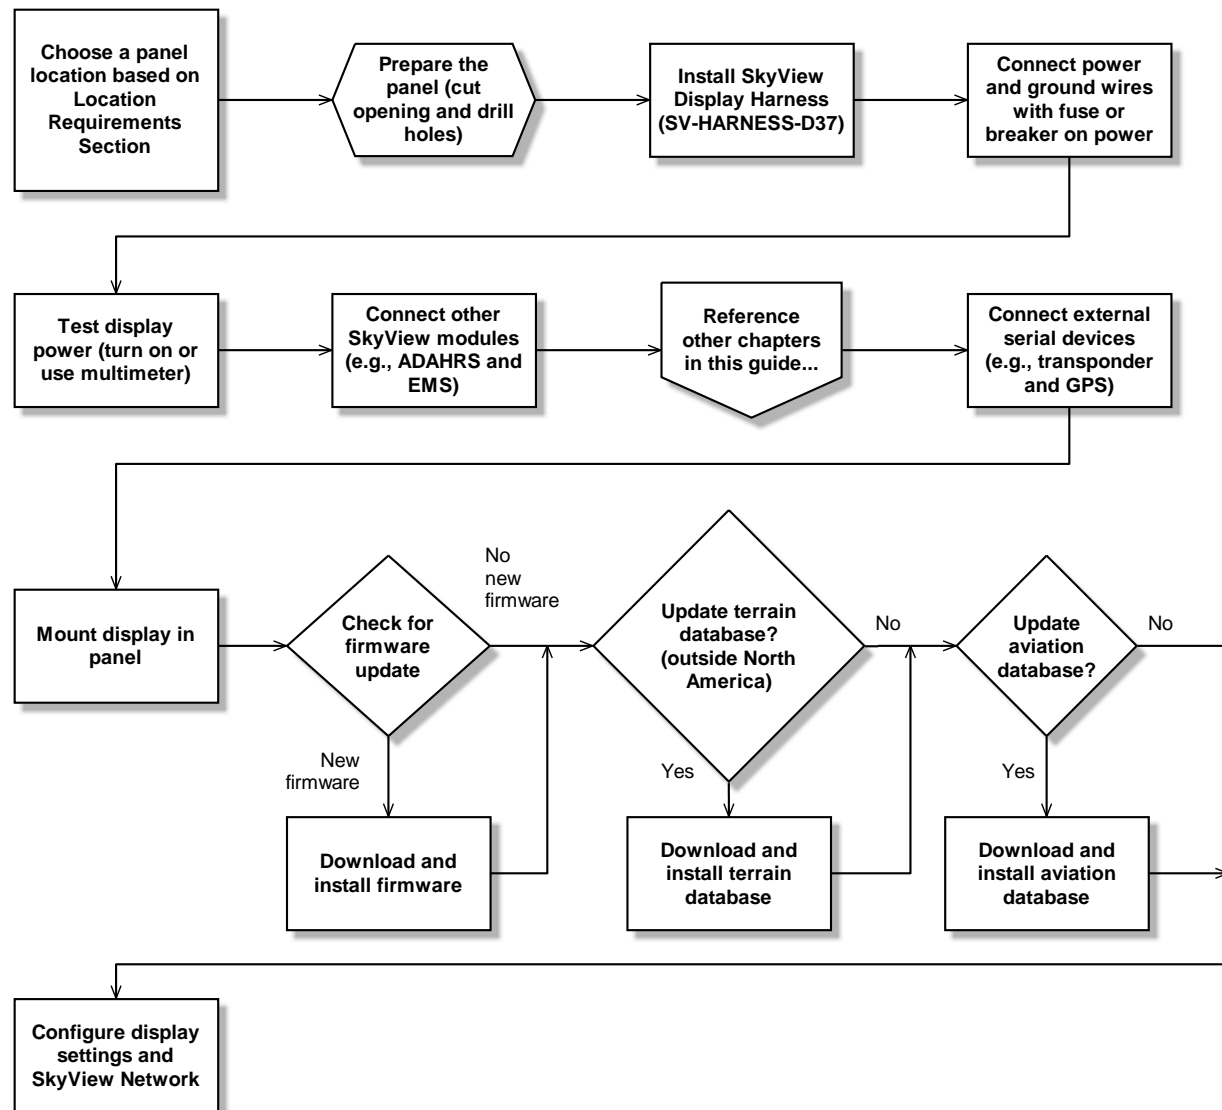 Choose a panel
location based on
Location
Requirements
Section
Prepare the
panel (cut
opening and drill
holes)
Install SkyView
Display Harness
(SV-HARNESS-D37)
Connect power
and ground wires
with fuse or
breaker on power
Test display
power (turn on or
use multimeter)
Connect other
SkyView modules
(e.g., ADAHRS and
EMS)
Reference
other chapters
in this guide...
Connect external
serial devices
(e.g., transponder
and GPS)
Mount display in
panel
Check for
firmware
update
No
new
firmware
New
firmware
Download and
install firmware
Update terrain
database?
(outside North
America)
No
Yes
Download and
install terrain
database
Update
aviation
database?
No
Yes
Download and
install aviation
database
Configure display
settings and
SkyView Network